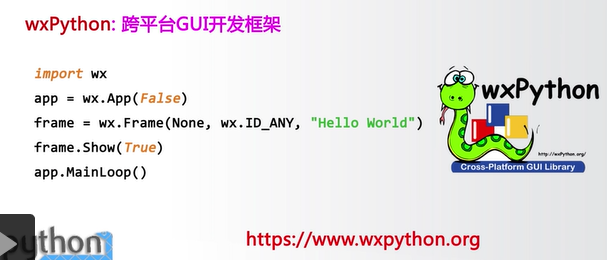 wxPython: 跨平台GUI开发框架
import wx
app = wx.App(False)
frame = wx.Frame(None, wx.ID_ANY, "Hello World")
frame.Show(True)
app.MainLoop()
wxPython
http://wxPython.org/
Cross-Platform GUI Library
python
https://www.wxpython.org